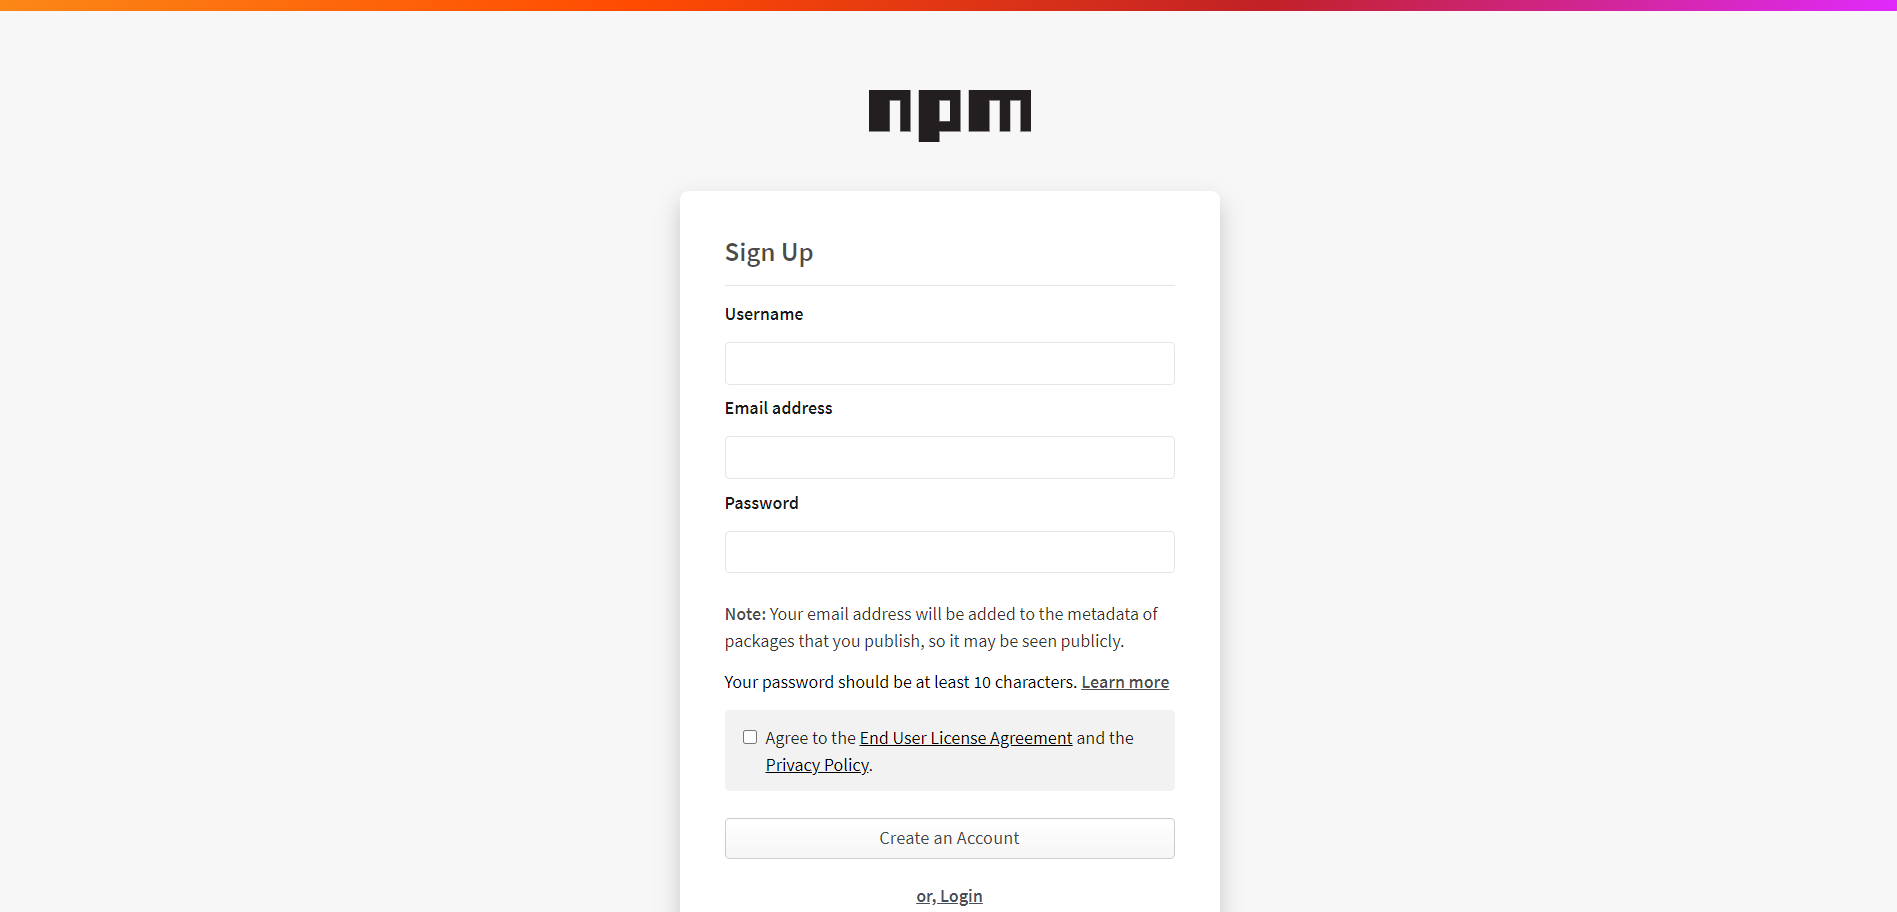 npm
Sign Up
Username
Email address
Password
Note: Your email address will be added to the metadata of
packages that you publish, so it may be seen publicly.
Your password should be at least 10 characters. Learn more
Agree to the End User License Agreement and the
Privacy Policy.
Create an Account
or, Login